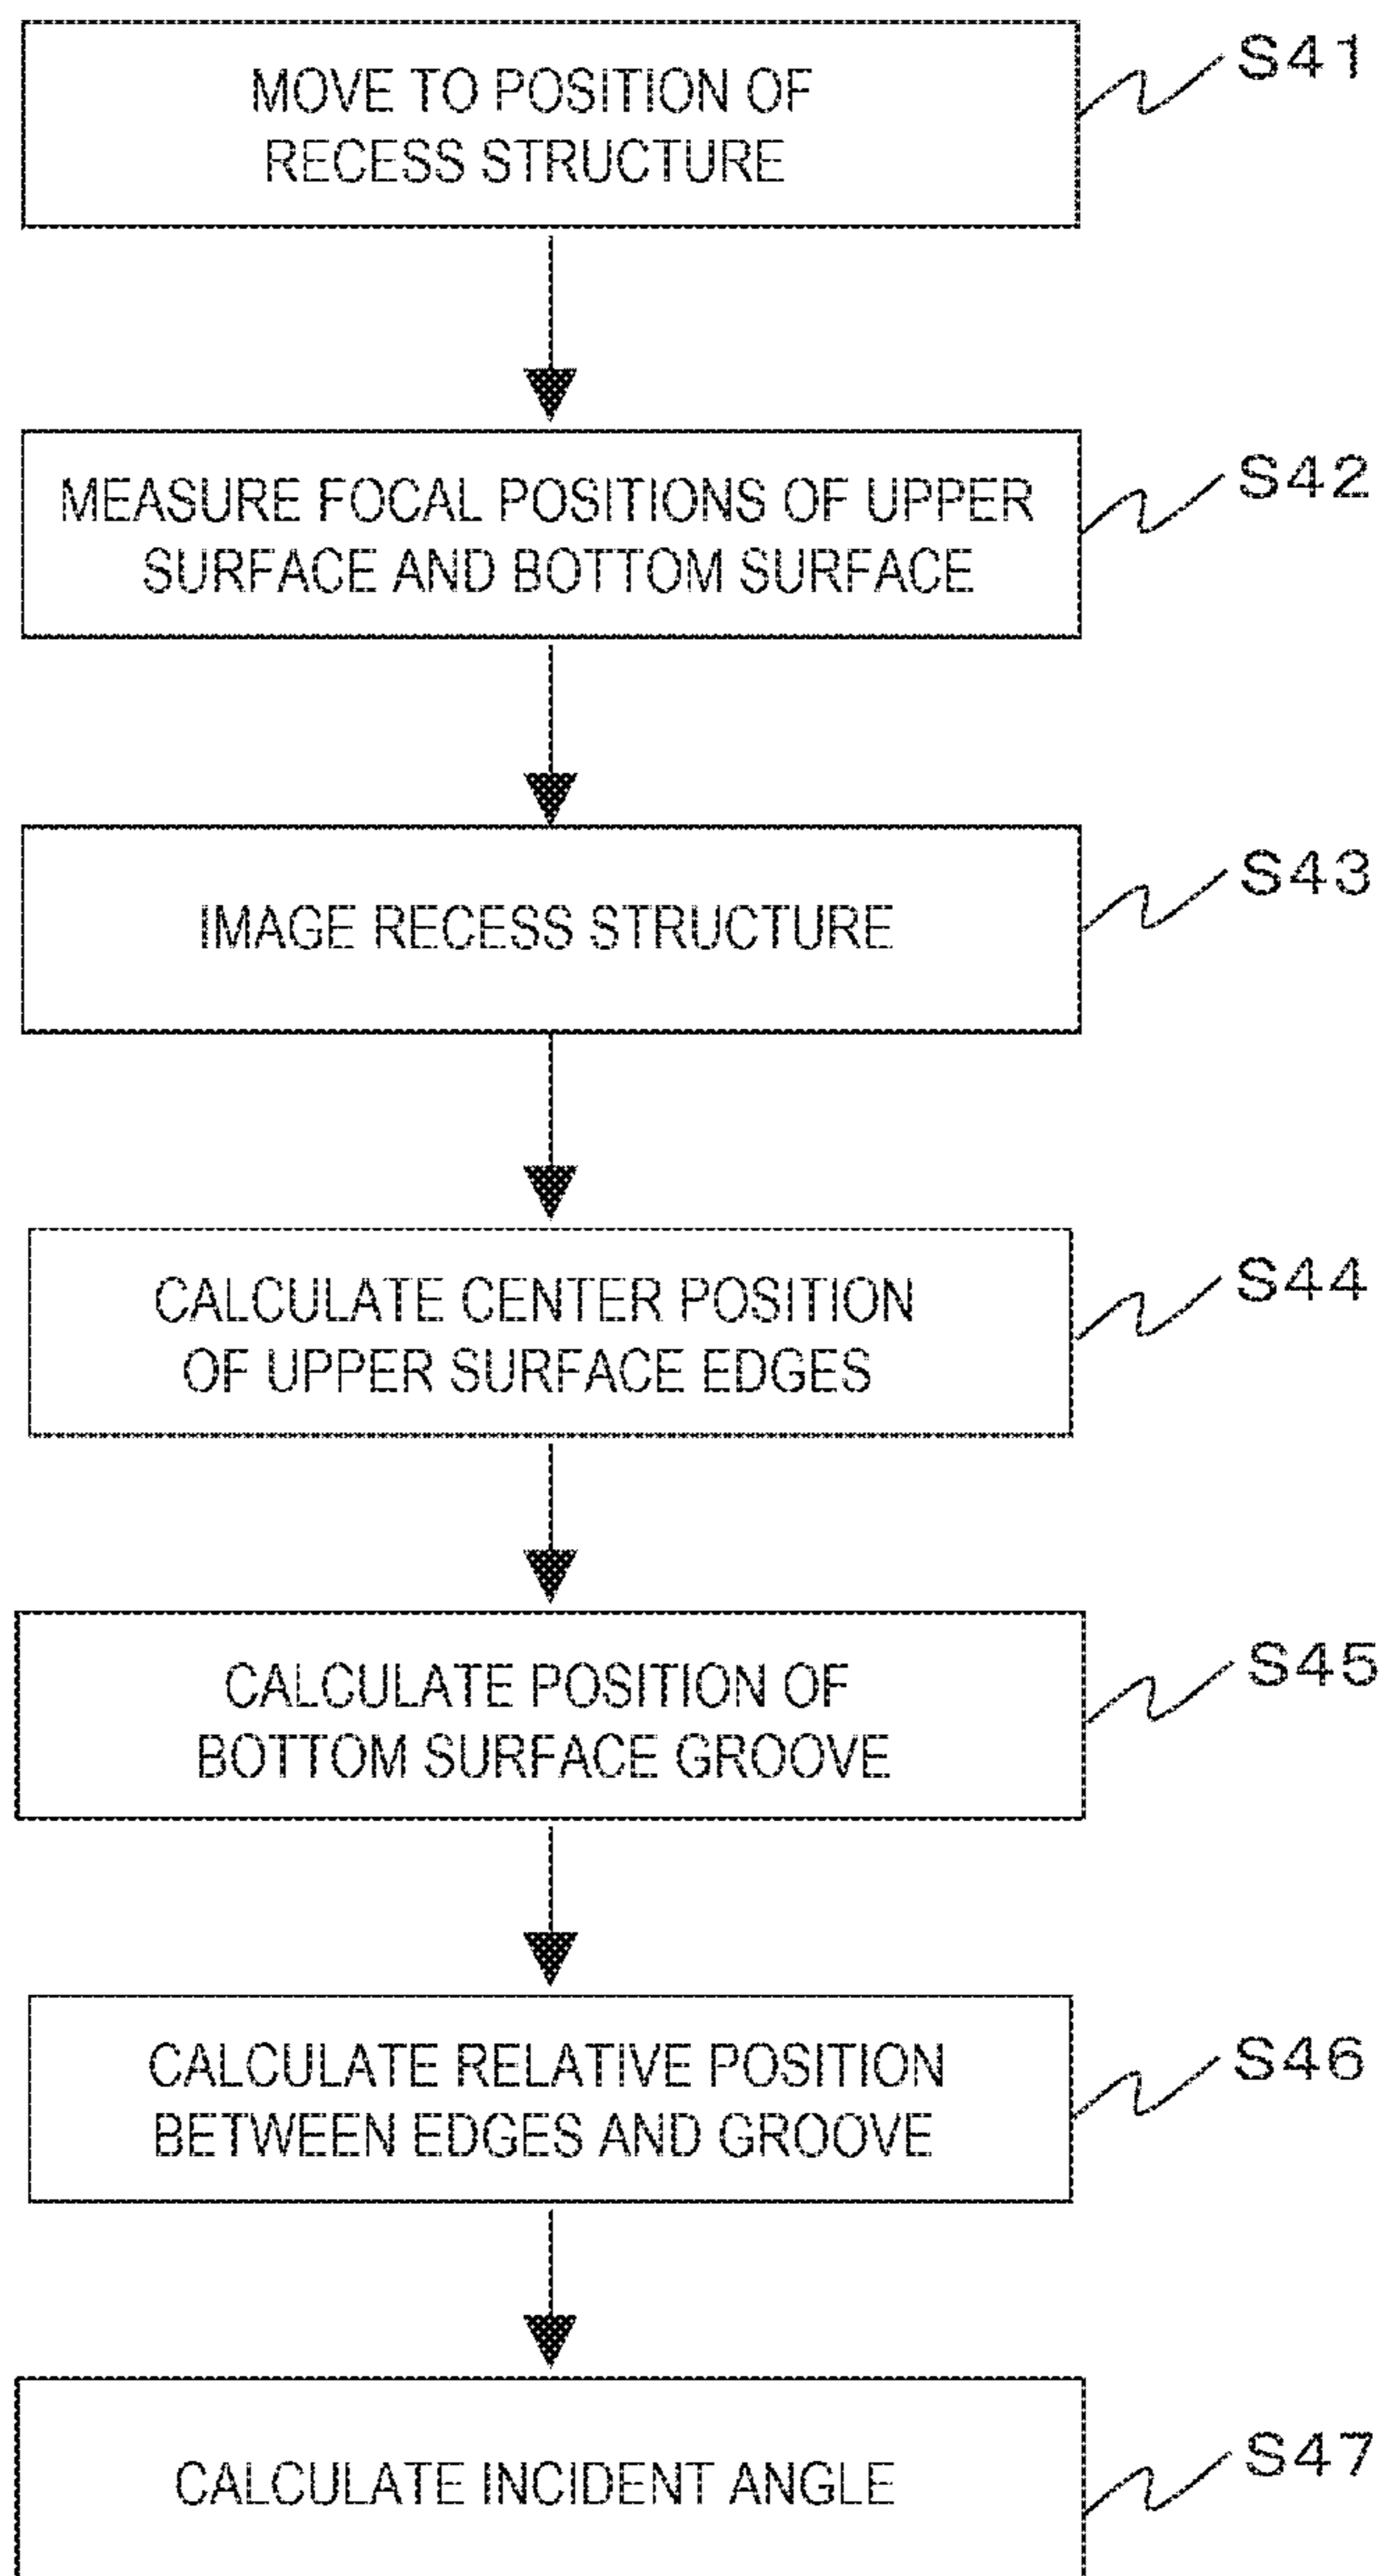 MOVE TO POSITION OF
RECESS STRUCTURE
S41
MEASURE FOCAL POSITIONS OF UPPER
SURFACE AND BOTTOM SURFACE
S42
IMAGE RECESS STRUCTURE
S43
CALCULATE CENTER POSITION
OF UPPER SURFACE EDGES
S44
CALCULATE POSITION OF
BOTTOM SURFACE GROOVE
S45
CALCULATE RELATIVE POSITION
BETWEEN EDGES AND GROOVE
S46
CALCULATE INCIDENT ANGLE
S47